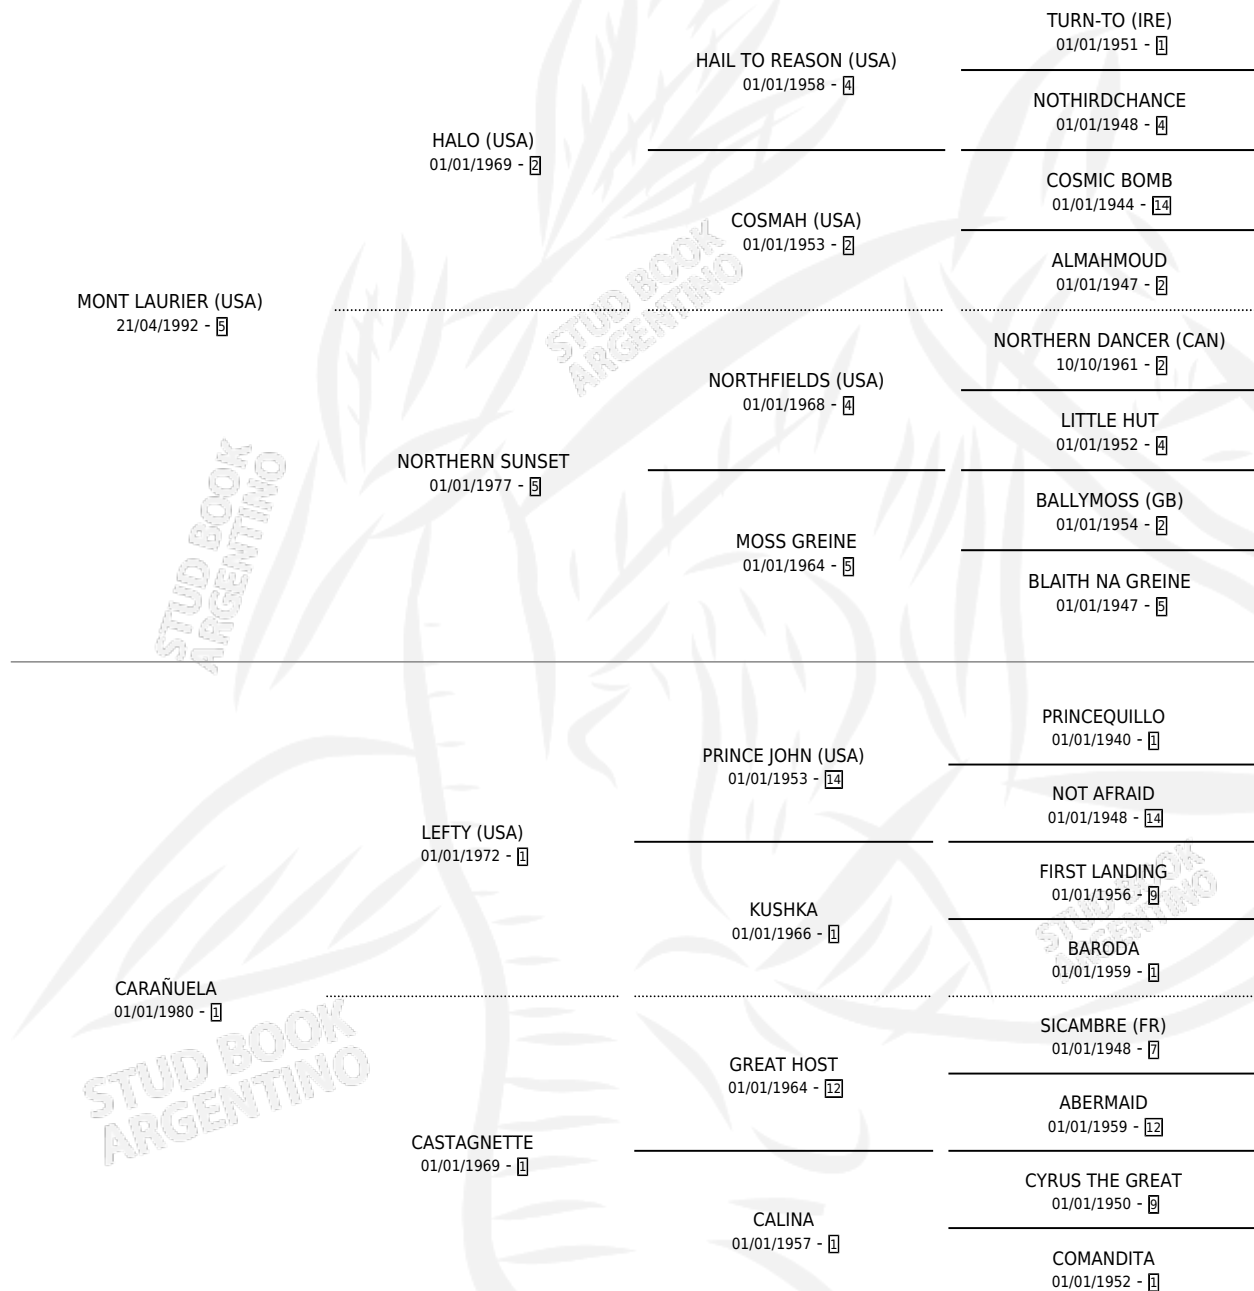 TURN-TO (IRE)
01/01/1951 - 1
HAIL TO REASON (USA)
01/01/1958 - 4
NOTHIRDCHANCE
01/01/1948 - 4
HALO (USA)
01/01/1969 - 2
COSMIC BOMB
01/01/1944 - 14
COSMAH (USA)
01/01/1953 - 2
ALMAHMOUD
01/01/1947 - 2
MONT LAURIER (USA)
21/04/1992 - 5
NORTHERN DANCER (CAN)
10/10/1961 - 2
NORTHFIELDS (USA)
01/01/1968 - 4
LITTLE HUT
01/01/1952 - 4
NORTHERN SUNSET
01/01/1977 - 5
BALLYMOSS (GB)
01/01/1954 - 2
MOSS GREINE
01/01/1964 - 5
BLAITH NA GREINE
01/01/1947 - 5
PRINCEQUILLO
01/01/1940 - 1
PRINCE JOHN (USA)
01/01/1953 - 14
NOT AFRAID
01/01/1948 - 14
LEFTY (USA)
01/01/1972 - 1
FIRST LANDING
01/01/1956 - 9
KUSHKA
01/01/1966 - 1
BARODA
01/01/1959 - 1
CARAÑUELA
01/01/1980 - 1
SICAMBRE (FR)
01/01/1948 - 7
GREAT HOST
01/01/1964 - 12
ABERMAID
01/01/1959 - 12
CASTAGNETTE
01/01/1969 - 1
CYRUS THE GREAT
01/01/1950 - 9
CALINA
01/01/1957 - 1
COMANDITA
01/01/1952 - 1
STUD BOOK
ARGENTINO
STUD BOOK
ARGENTINO
STUD BOOK
ARGENTINO
STUD BOOK
ARGENTINO